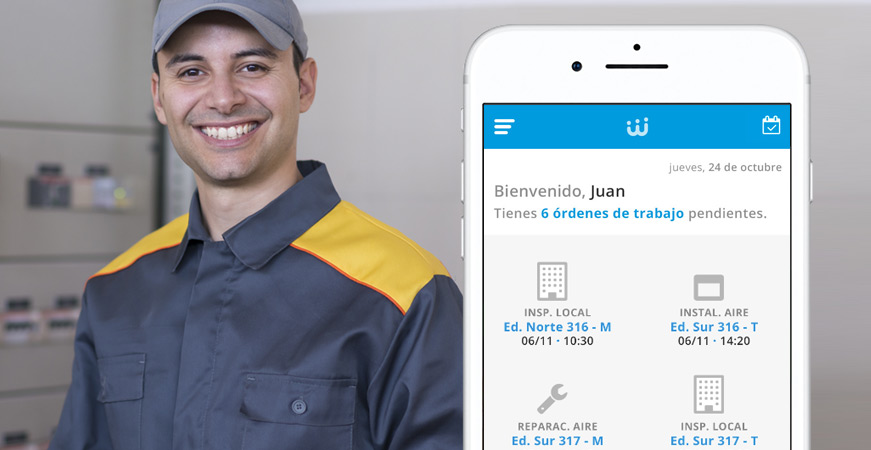 jueves, 24 de octubre
Bienvenido, Juan
Tienes 6 órdenes de trabajo pendientes.
INSP. LOCAL
Ed. Norte 316 - M
06/11 · 10:30
INSTAL. AIRE
Ed. Sur 316 - T
06/11 · 14:20
REPARAC. AIRE
Ed. Sur 317 - M
INSP. LOCAL
Ed. Sur 317 - T